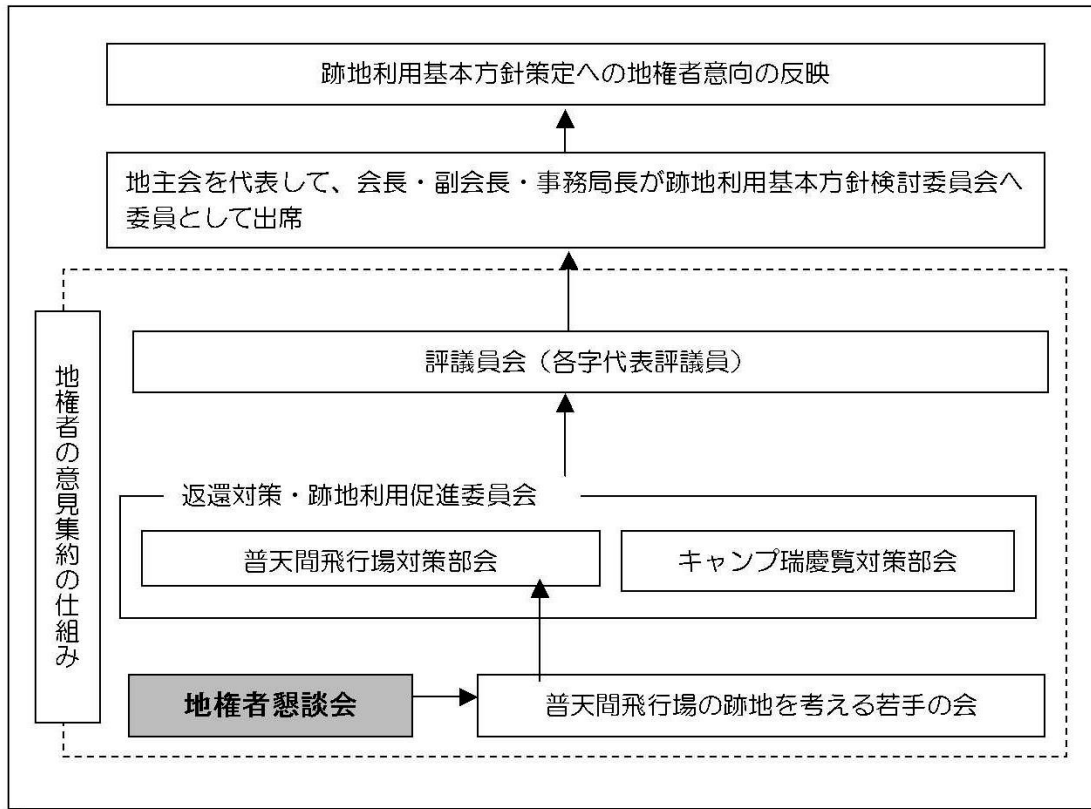 跡地利用基本方針策定への地権者意向の反映
地主会を代表して、会長・副会長・事務局長が跡地利用基本方針検討委員会へ
委員として出席
地権者の意見集約の仕組み
評議員会（各字代表評議員）
返還対策・跡地利用促進委員会
普天間飛行場対策部会
キャンプ瑞慶覧対策部会
地権者懇談会
普天間飛行場の跡地を考える若手の会